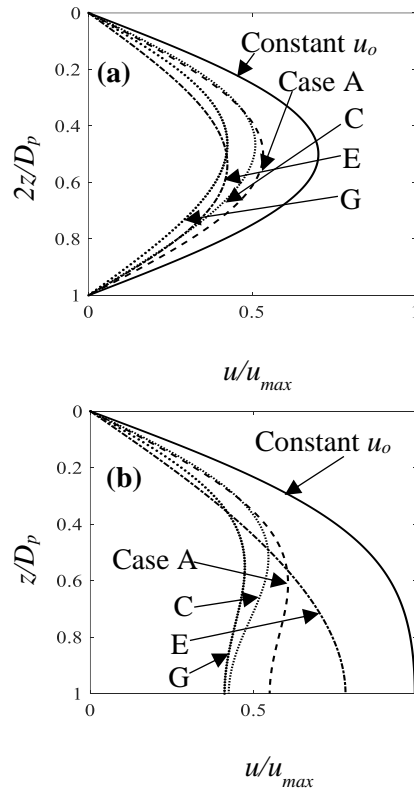 0
Constant u_o
(a)
Case A
0.2
C
0.4
2z/D_p
E
0.6
G
0.8
1
0 0.5 1
u/u_max
0
Constant u_o
(b)
0.2
0.4
z/D_p
Case A
0.6
C
E
0.8
G
1
0 0.5
u/u_max